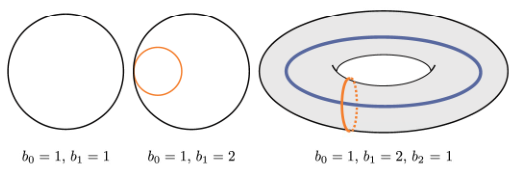 b₀ = 1, b₁ = 1
b₀ = 1, b₁ = 2
b₀ = 1, b₁ = 2, b₂ = 1